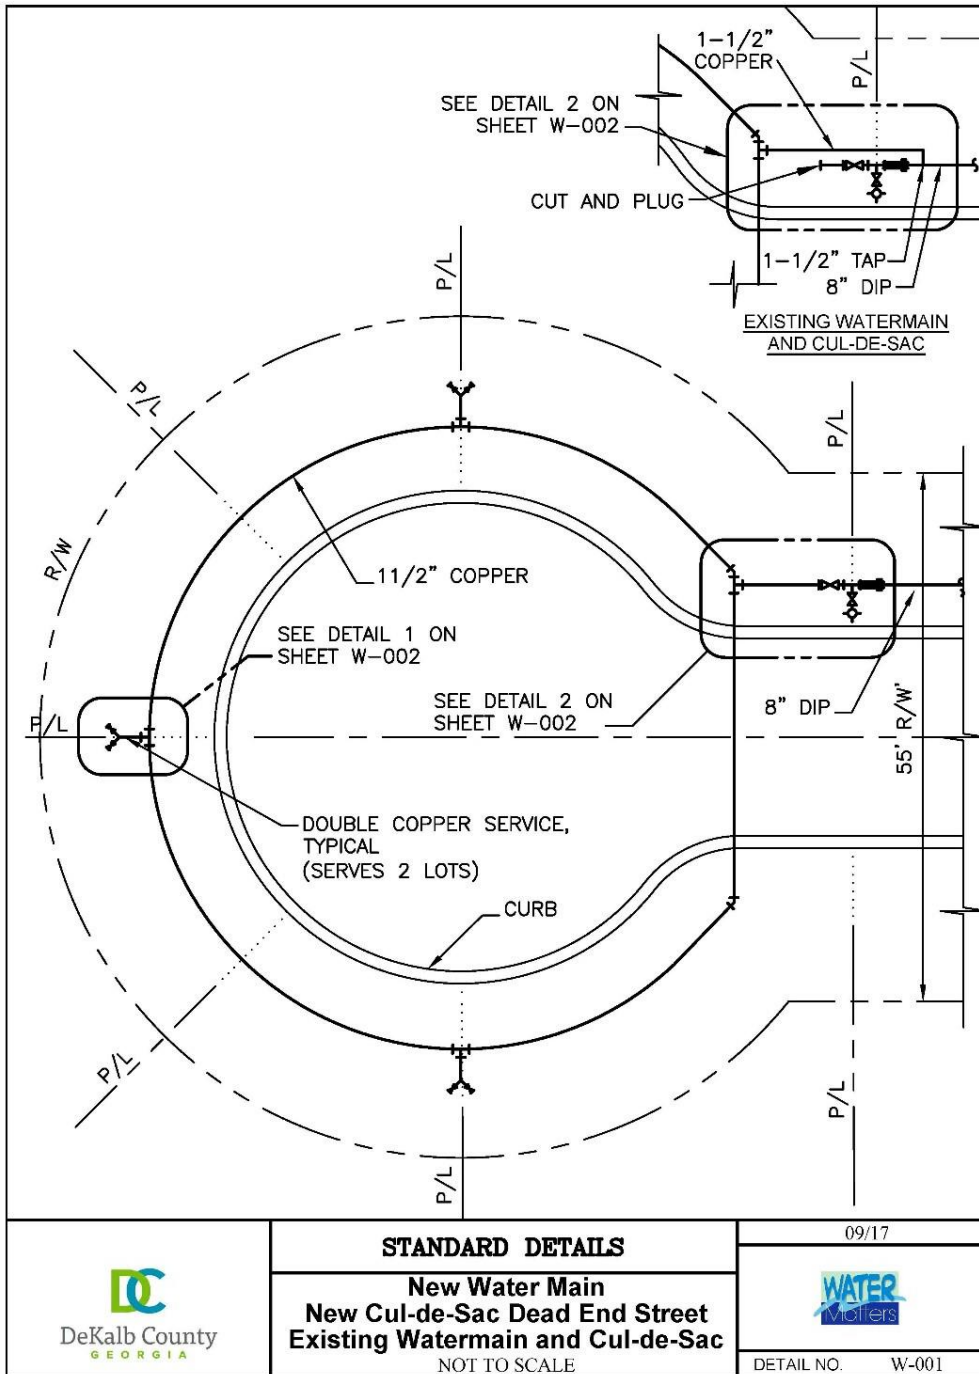 1-1/2"
COPPER
P/L
SEE DETAIL 2 ON
SHEET W-002
CUT AND PLUG
1-1/2" TAP
8" DIP
EXISTING WATERMAIN
AND CUL-DE-SAC
P/L
P/L
P/L
R/W
11/2" COPPER
SEE DETAIL 1 ON
SHEET W-002
SEE DETAIL 2 ON
SHEET W-002
8" DIP
55' R/W'
P/L
DOUBLE COPPER SERVICE,
TYPICAL
(SERVES 2 LOTS)
CURB
P/L
P/L
P/L
DC
DeKalb County
GEORGIA
STANDARD DETAILS
New Water Main
New Cul-de-Sac Dead End Street
Existing Watermain and Cul-de-Sac
NOT TO SCALE
09/17
WATER
Matters
DETAIL NO. W-001